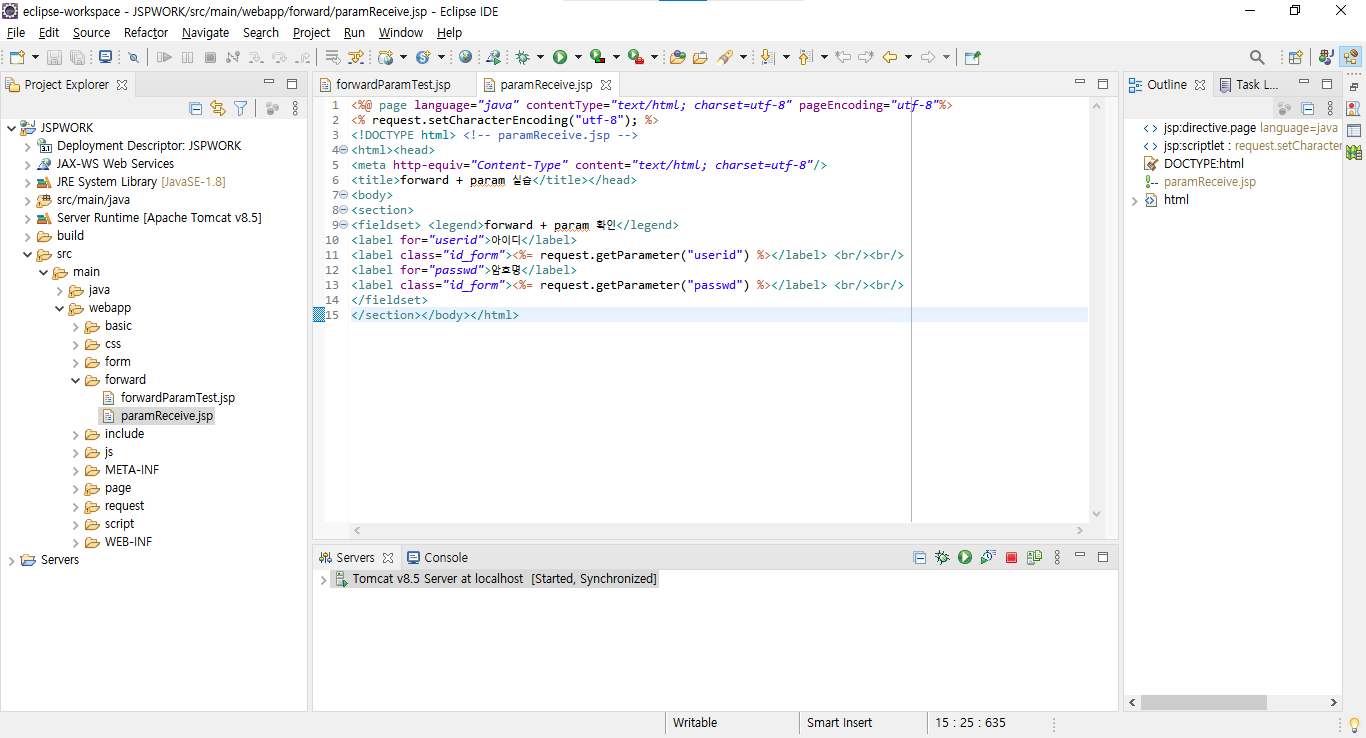 eclipse-workspace - JSPWORK/src/main/webapp/forward/paramReceive.jsp - Eclipse IDE
File Edit Source Refactor Navigate Search Project Run Window Help
Project Explorer
JSPWORK
Deployment Descriptor: JSPWORK
JAX-WS Web Services
JRE System Library [JavaSE-1.8]
src/main/java
Server Runtime [Apache Tomcat v8.5]
build
src
main
java
webapp
basic
css
form
forward
forwardParamTest.jsp
paramReceive.jsp
include
js
META-INF
page
request
script
WEB-INF
Servers
forwardParamTest.jsp paramReceive.jsp
1 <%@ page language="java" contentType="text/html; charset=utf-8" pageEncoding="utf-8"%>
2 <% request.setCharacterEncoding("utf-8"); %>
3 <!DOCTYPE html> <!-- paramReceive.jsp -->
4 <html><head>
5 <meta http-equiv="Content-Type" content="text/html; charset=utf-8"/>
6 <title>forward + param 실습</title></head>
7 <body>
8 <section>
9 <fieldset> <legend>forward + param 확인</legend>
10 <label for="userid">아이디</label>
11 <label class="id_form"><%= request.getParameter("userid") %></label> <br/><br/>
12 <label for="passwd">암호명</label>
13 <label class="id_form"><%= request.getParameter("passwd") %></label> <br/><br/>
14 </fieldset>
15 </section></body></html>
Servers Console
Tomcat v8.5 Server at localhost [Started, Synchronized]
Outline Task L...
jsp:directive.page language=java
jsp:scriptlet : request.setCharacter
DOCTYPE:html
paramReceive.jsp
html
Writable Smart Insert 15 : 25 : 635